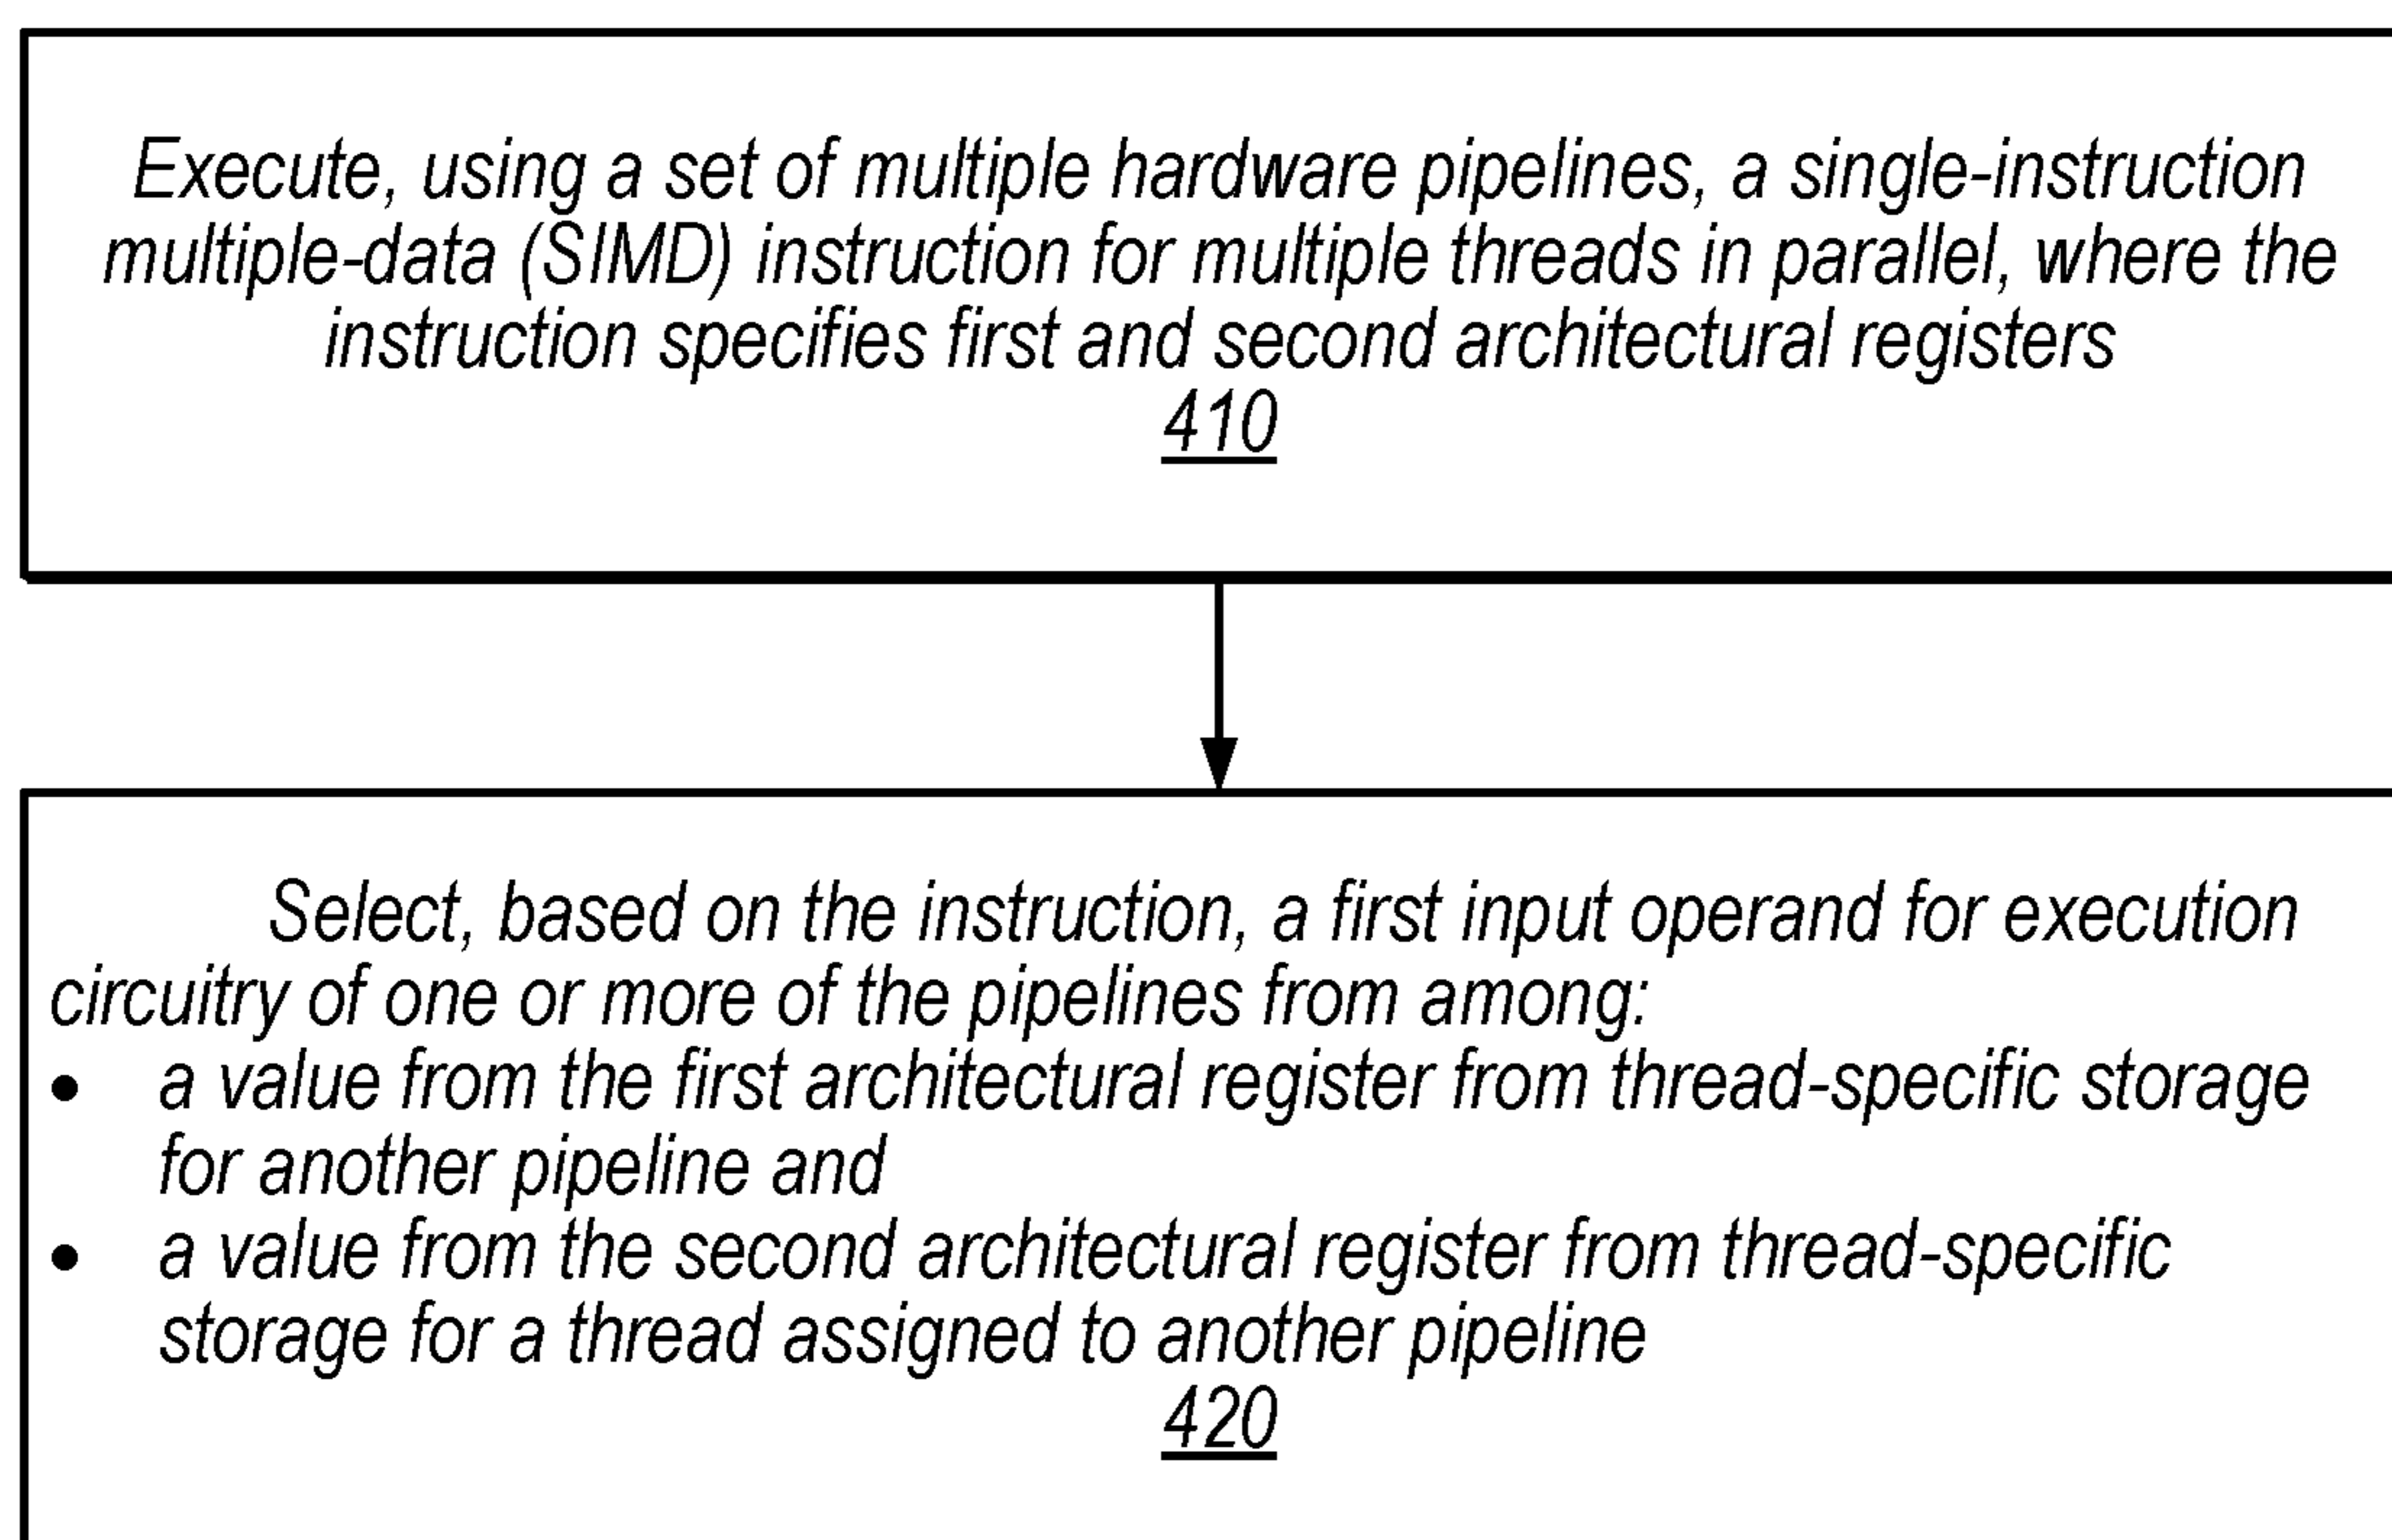 Execute, using a set of multiple hardware pipelines, a single-instruction
multiple-data (SIMD) instruction for multiple threads in parallel, where the
instruction specifies first and second architectural registers
410
Select, based on the instruction, a first input operand for execution
circuitry of one or more of the pipelines from among:
• a value from the first architectural register from thread-specific storage
for another pipeline and
• a value from the second architectural register from thread-specific
storage for a thread assigned to another pipeline
420